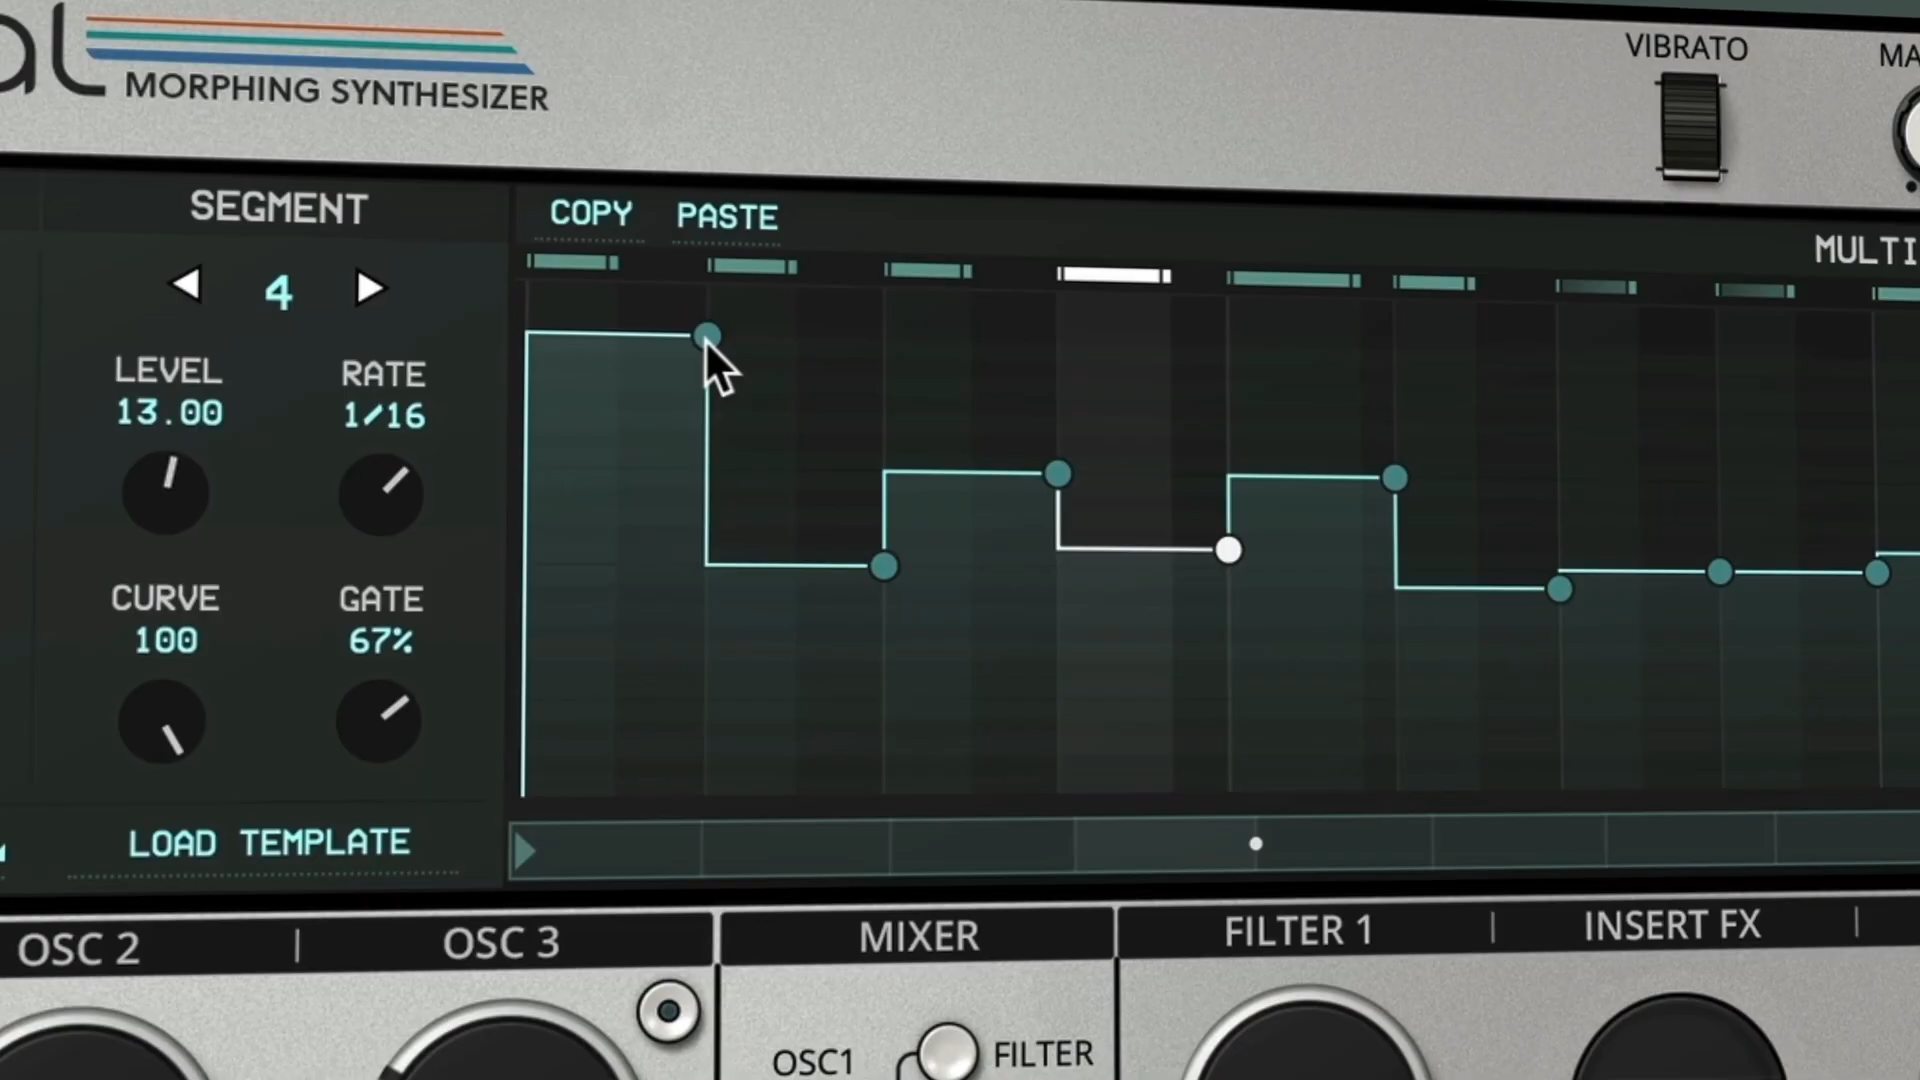 MORPHING SYNTHESIZER
VIBRATO
SEGMENT
COPY PASTE
4
LEVEL RATE
13.00 1/16
CURVE GATE
100 67%
LOAD TEMPLATE
OSC 2 | OSC 3 MIXER FILTER 1 | INSERT FX |
OSC1 FILTER